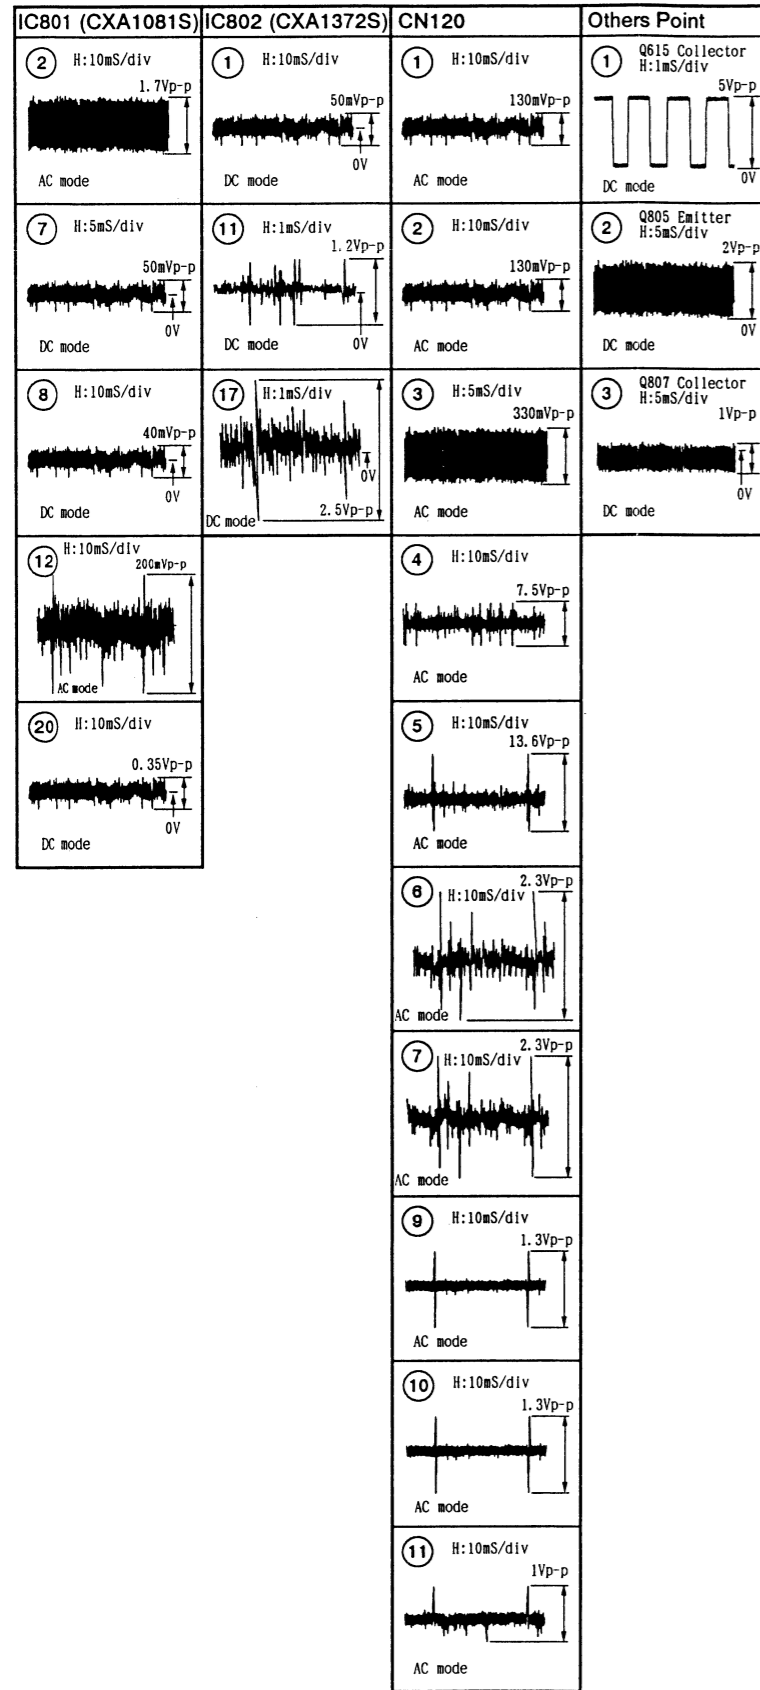 IC801 (CXA1081S)
2 H:10mS/div
1.7Vp-p
AC mode
7 H:5mS/div
50mVp-p
0V
DC mode
8 H:10mS/div
40mVp-p
0V
DC mode
12 H:10mS/div
200mVp-p
AC mode
20 H:10mS/div
0.35Vp-p
0V
DC mode
IC802 (CXA1372S)
1 H:10mS/div
50mVp-p
0V
DC mode
11 H:1mS/div
1.2Vp-p
0V
DC mode
17 H:1mS/div
0V
2.5Vp-p
DC mode
CN120
1 H:10mS/div
130mVp-p
AC mode
2 H:10mS/div
130mVp-p
AC mode
3 H:5mS/div
330mVp-p
AC mode
4 H:10mS/div
7.5Vp-p
AC mode
5 H:10mS/div
13.6Vp-p
AC mode
6 2.3Vp-p
H:10mS/div
AC mode
7 2.3Vp-p
H:10mS/div
AC mode
9 H:10mS/div
1.3Vp-p
AC mode
10 H:10mS/div
1.3Vp-p
AC mode
11 H:10mS/div
1Vp-p
AC mode
Others Point
1 Q615 Collector
H:1mS/div
5Vp-p
0V
DC mode
2 Q805 Emitter
H:5mS/div
2Vp-p
0V
DC mode
3 Q807 Collector
H:5mS/div
1Vp-p
0V
DC mode